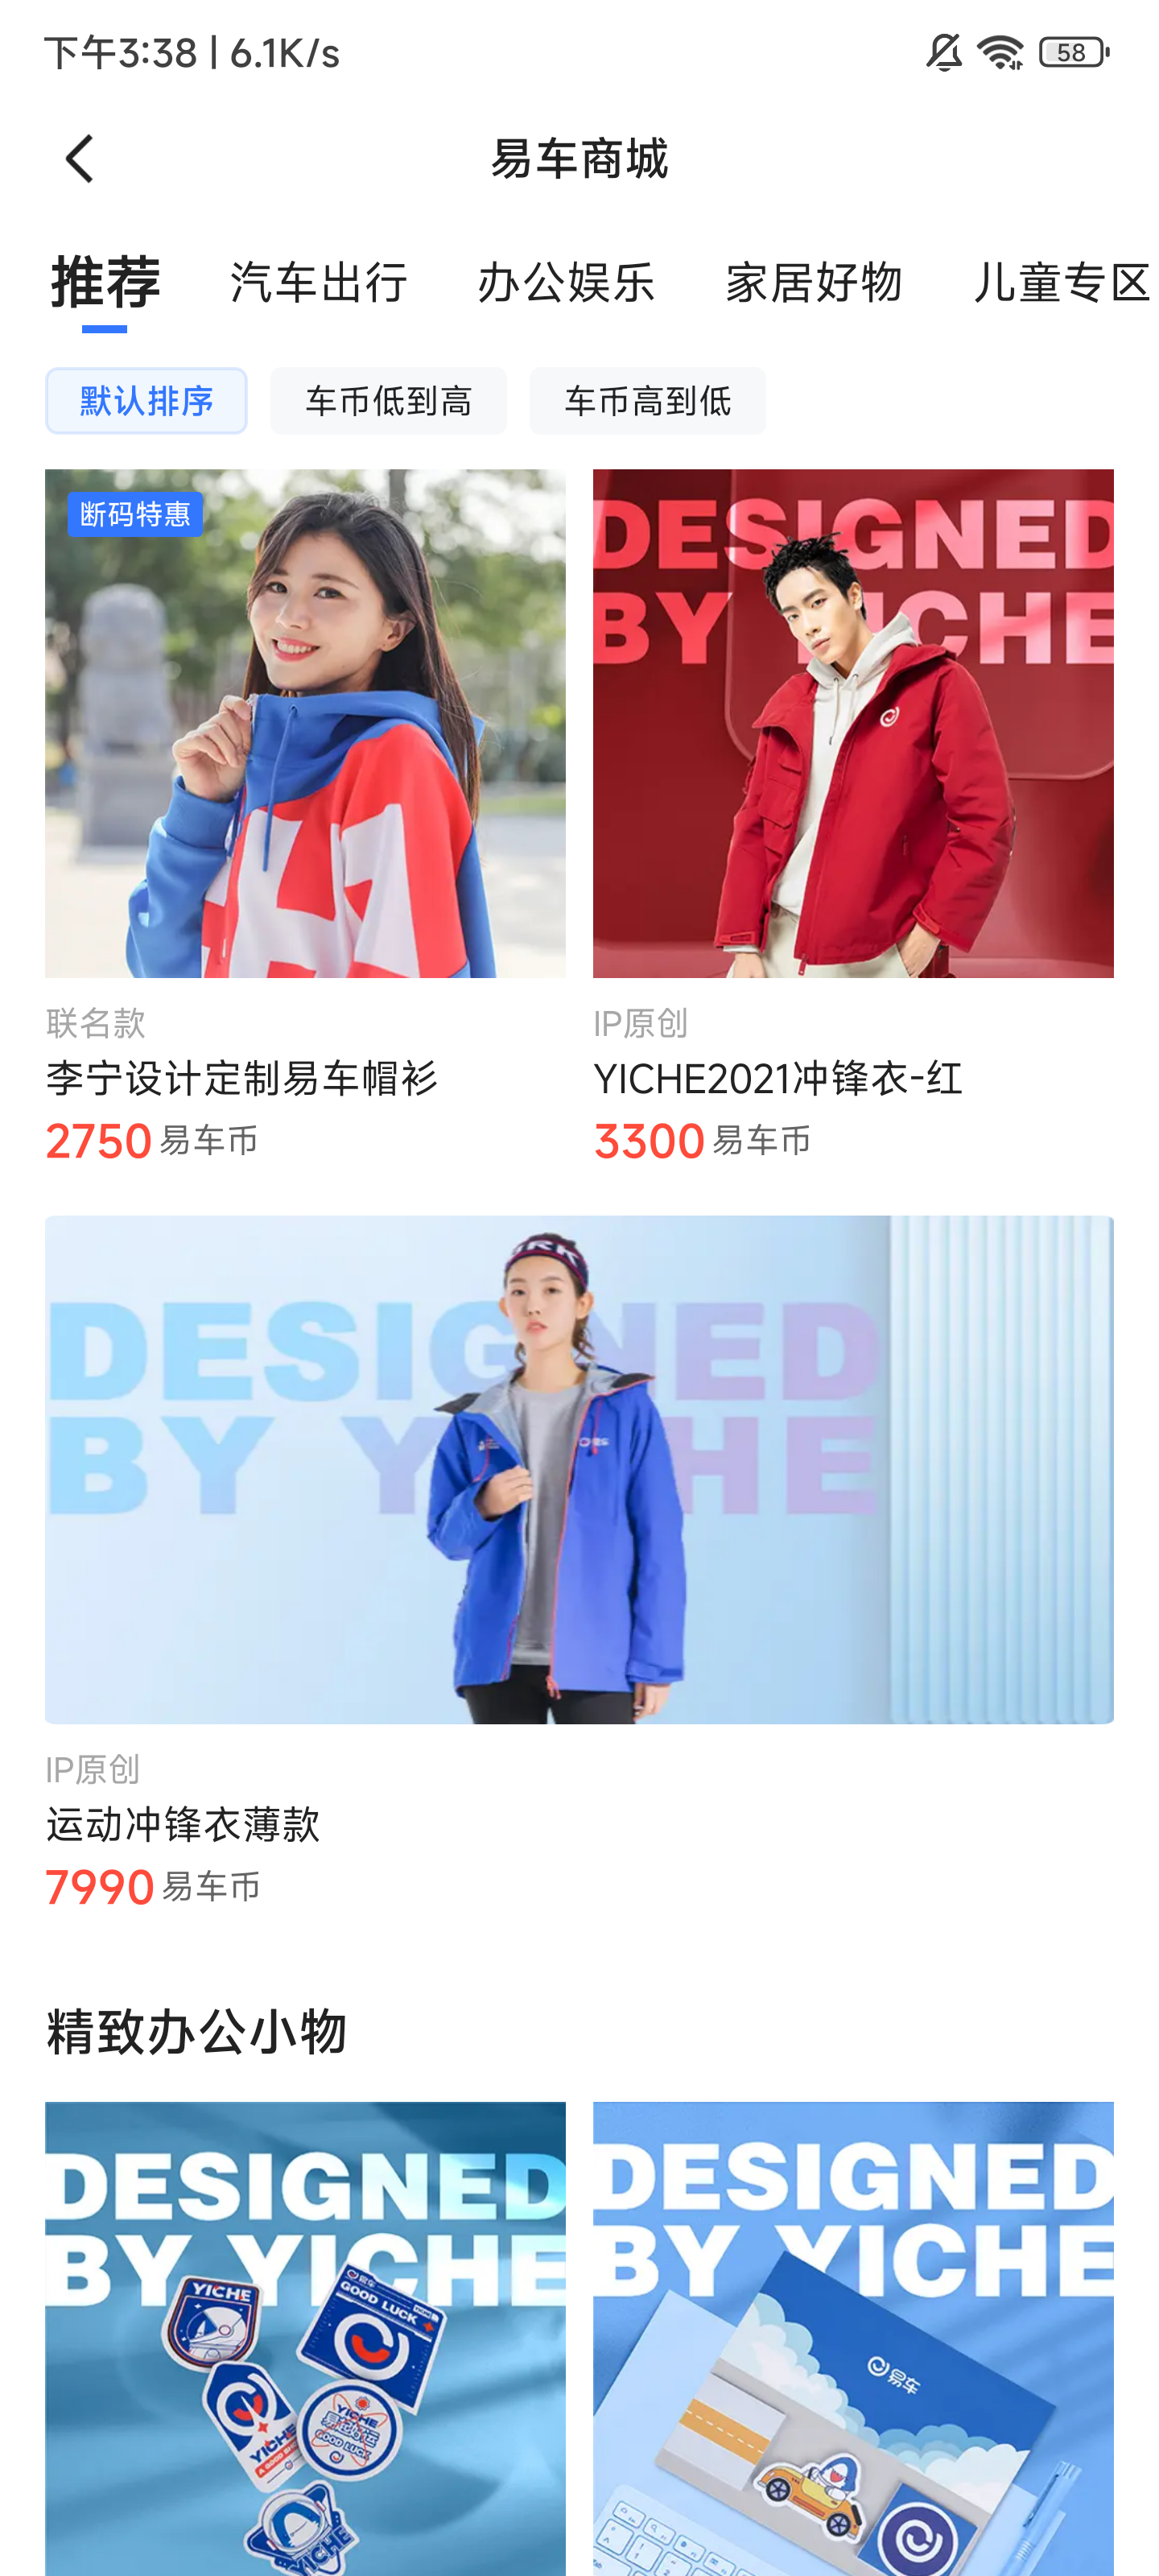 下午3:38 | 6.1K/s
58
易车商城
推荐 汽车出行 办公娱乐 家居好物 儿童专区
默认排序 车币低到高 车币高到低
断码特惠
DESIGNED
BY YICHE
联名款
李宁设计定制易车帽衫
2750 易车币
IP原创
YICHE2021冲锋衣-红
3300 易车币
DESIGNED
BY YICHE
IP原创
运动冲锋衣薄款
7990 易车币
精致办公小物
DESIGNED
BY YICHE
YICHE
易车
GOOD LUCK
YICHE
YICHE
GOOD LUCK
YICHE
DESIGNED
BY YICHE
易车